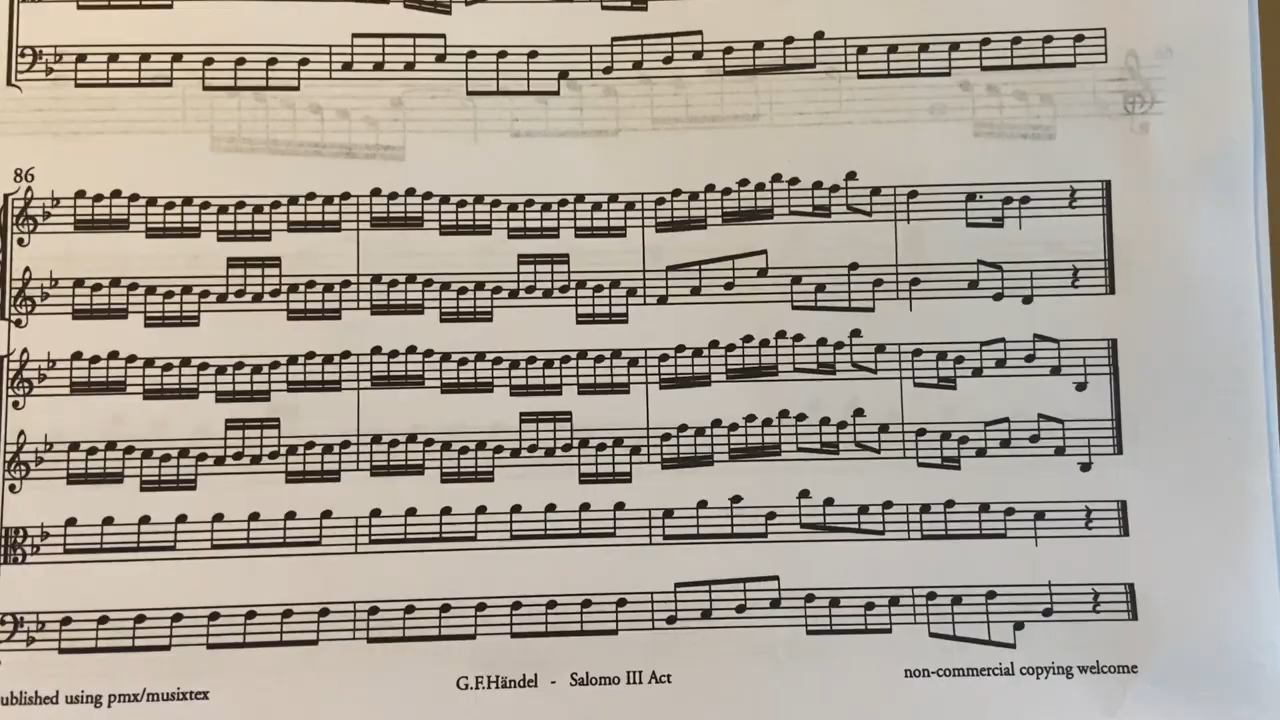 86
G.F.Händel - Salomo III Act
non-commercial copying welcome
ublished using pmx/musixtex